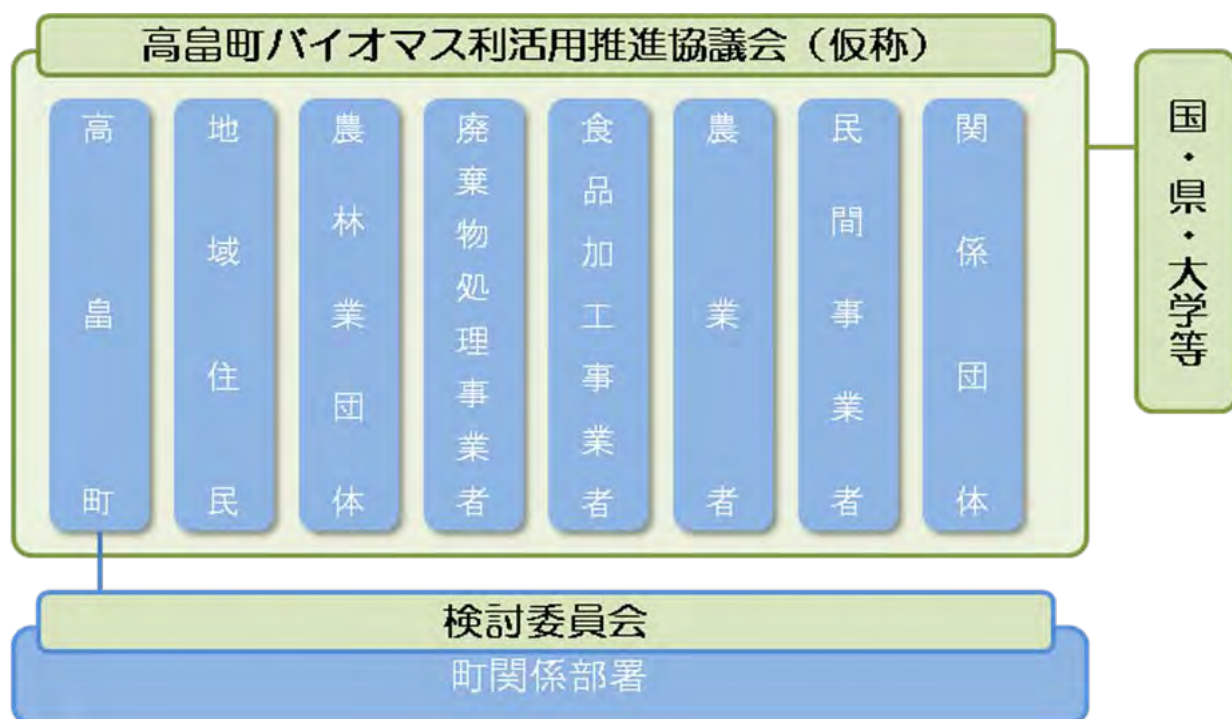 高畠町バイオマス利活用推進協議会（仮称）
高畠町
地域住民
農林業団体
廃棄物処理事業者
食品加工事業者
農業者
民間事業者
関係団体
国・県・大学等
検討委員会
町関係部署